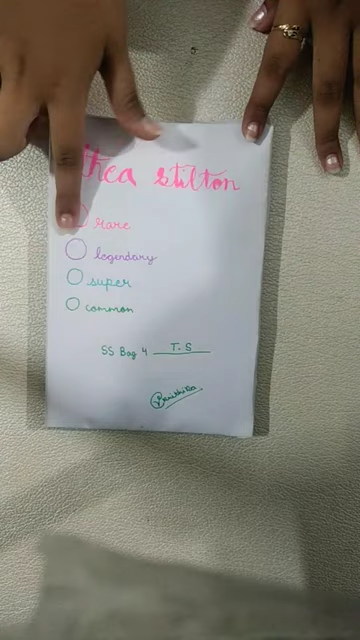 thea stilton
rare
legendary
super
common
SS Bag 4 T.S